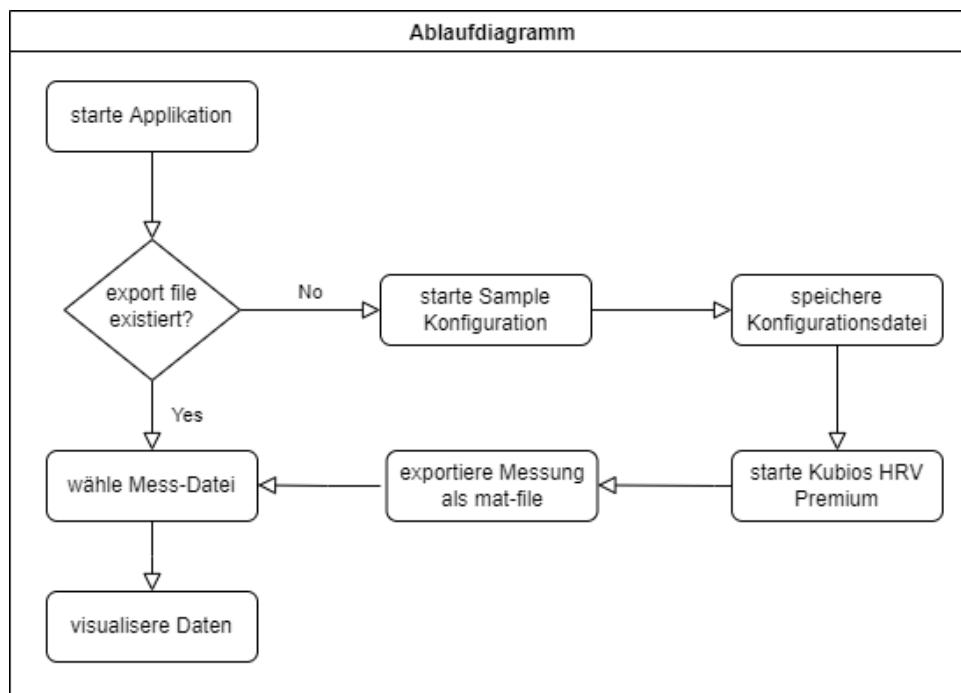 Ablaufdiagramm
starte Applikation
export file
existiert?
No
starte Sample
Konfiguration
speichere
Konfigurationsdatei
Yes
wähle Mess-Datei
exportiere Messung
als mat-file
starte Kubios HRV
Premium
visualisere Daten